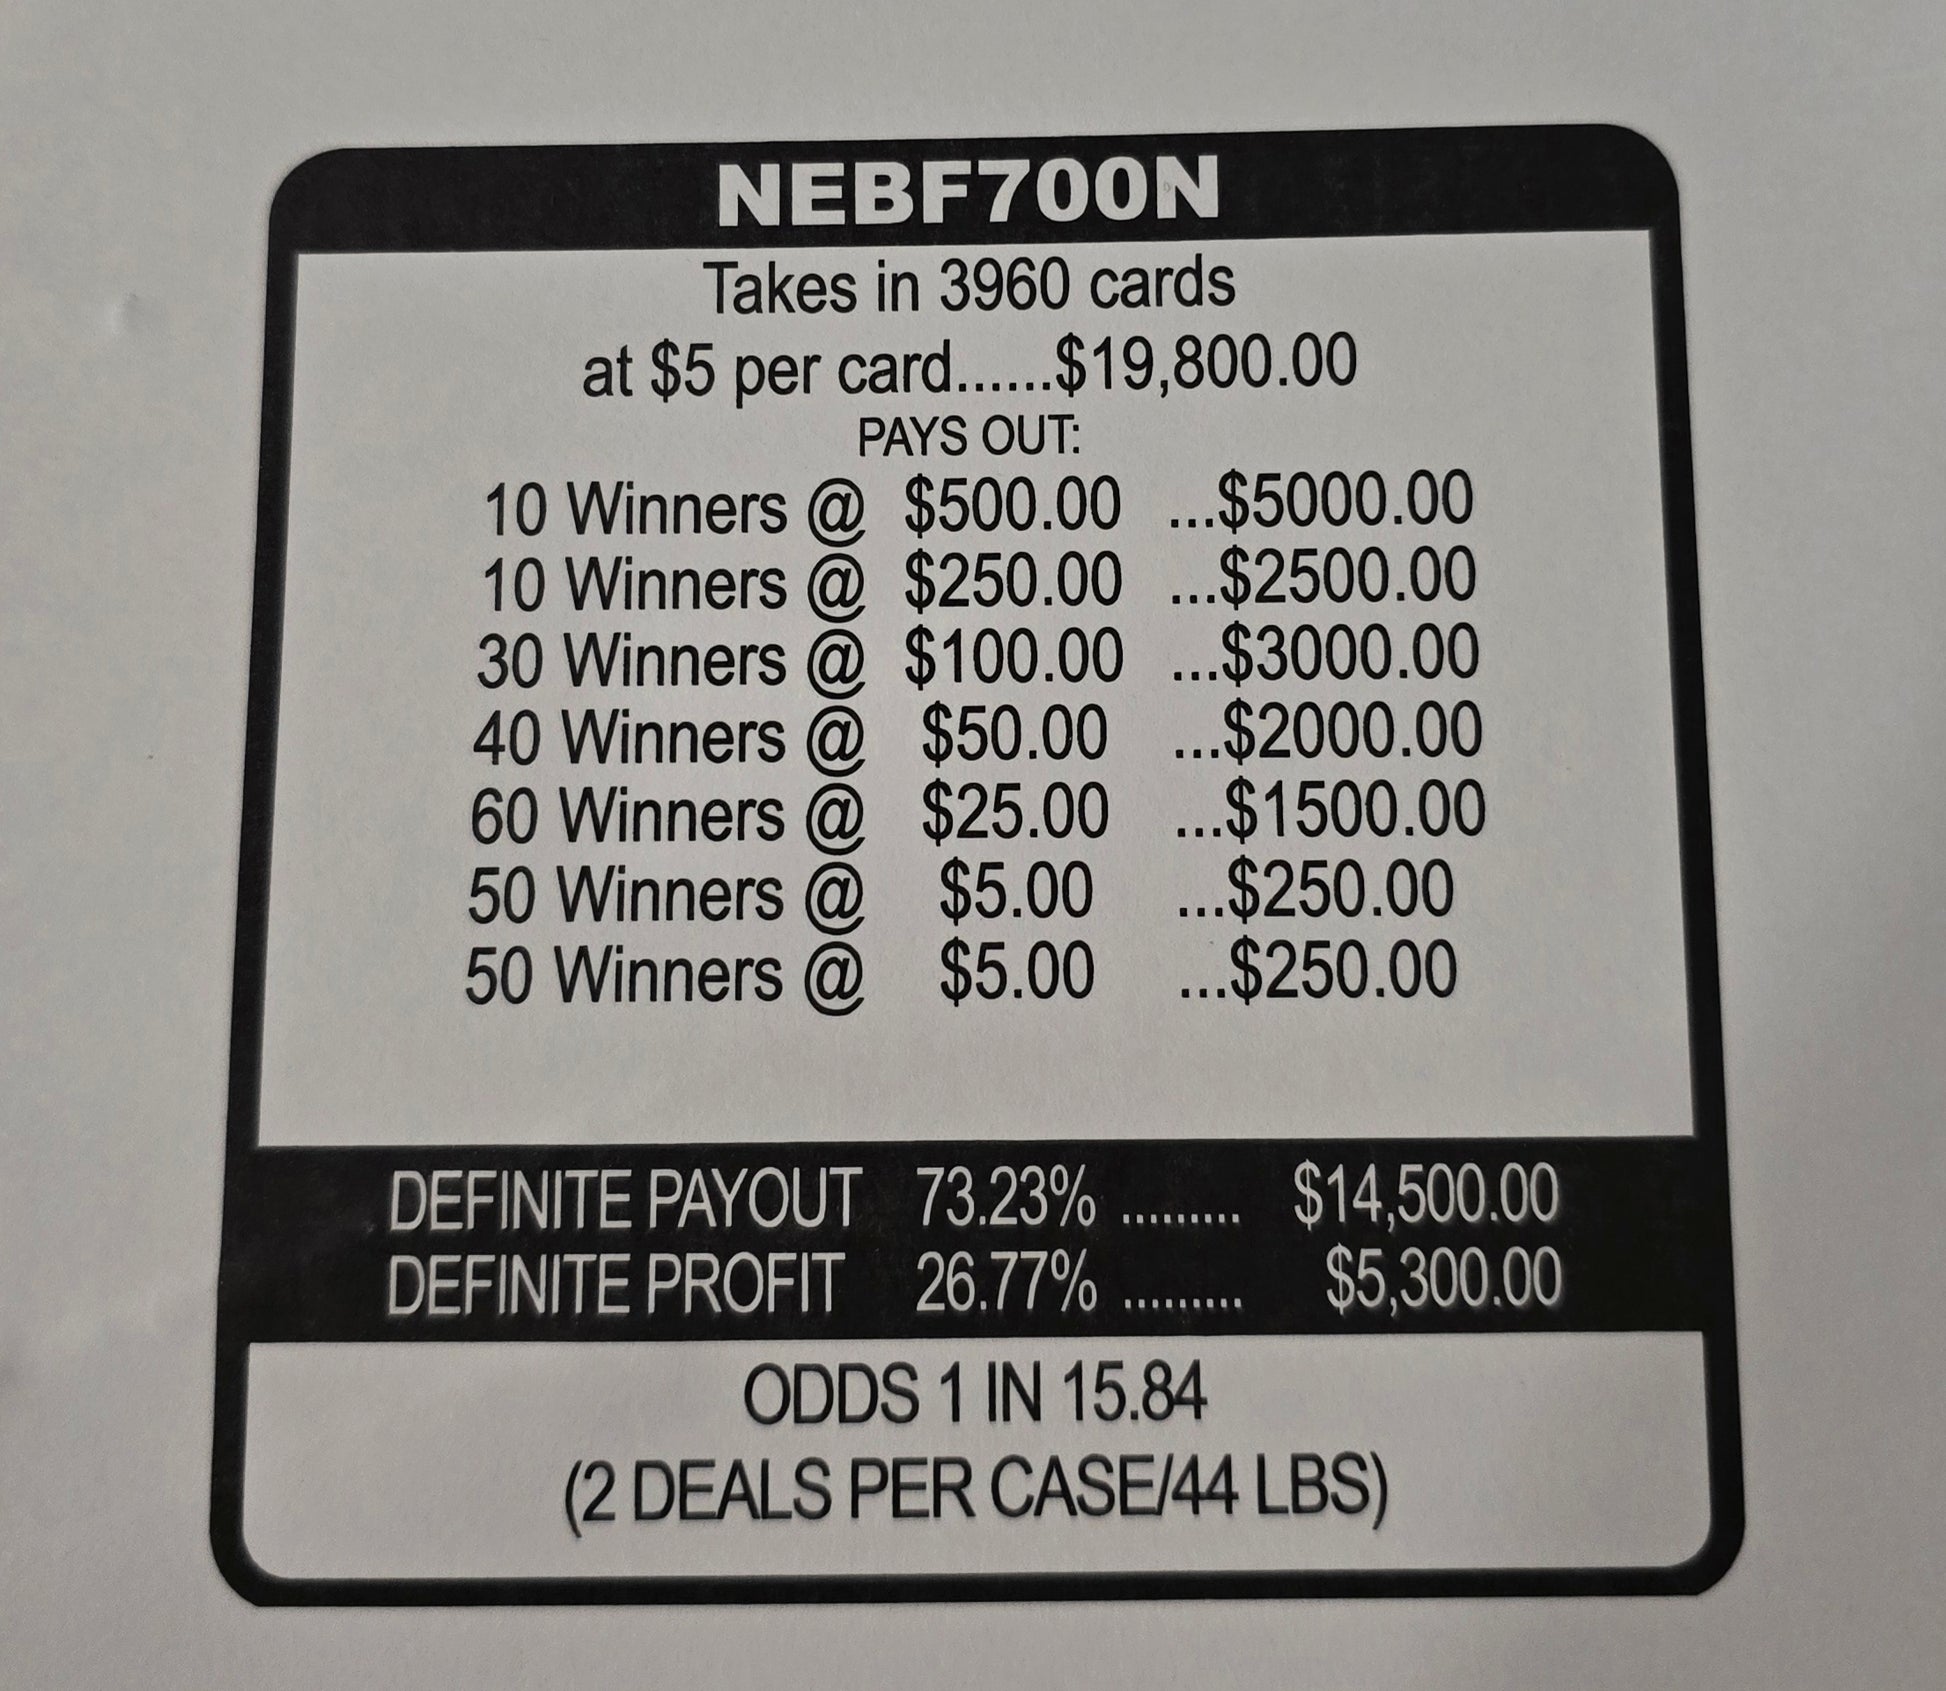 NEBF700N
Takes in 3960 cards
at $5 per card......$19,800.00
PAYS OUT:
10 Winners @ $500.00 ...$5000.00
10 Winners @ $250.00 ...$2500.00
30 Winners @ $100.00 ...$3000.00
40 Winners @ $50.00 ...$2000.00
60 Winners @ $25.00 ...$1500.00
50 Winners @ $5.00 ...$250.00
50 Winners @ $5.00 ...$250.00
DEFINITE PAYOUT 73.23% ......... $14,500.00
DEFINITE PROFIT 26.77% ......... $5,300.00
ODDS 1 IN 15.84
(2 DEALS PER CASE/44 LBS)